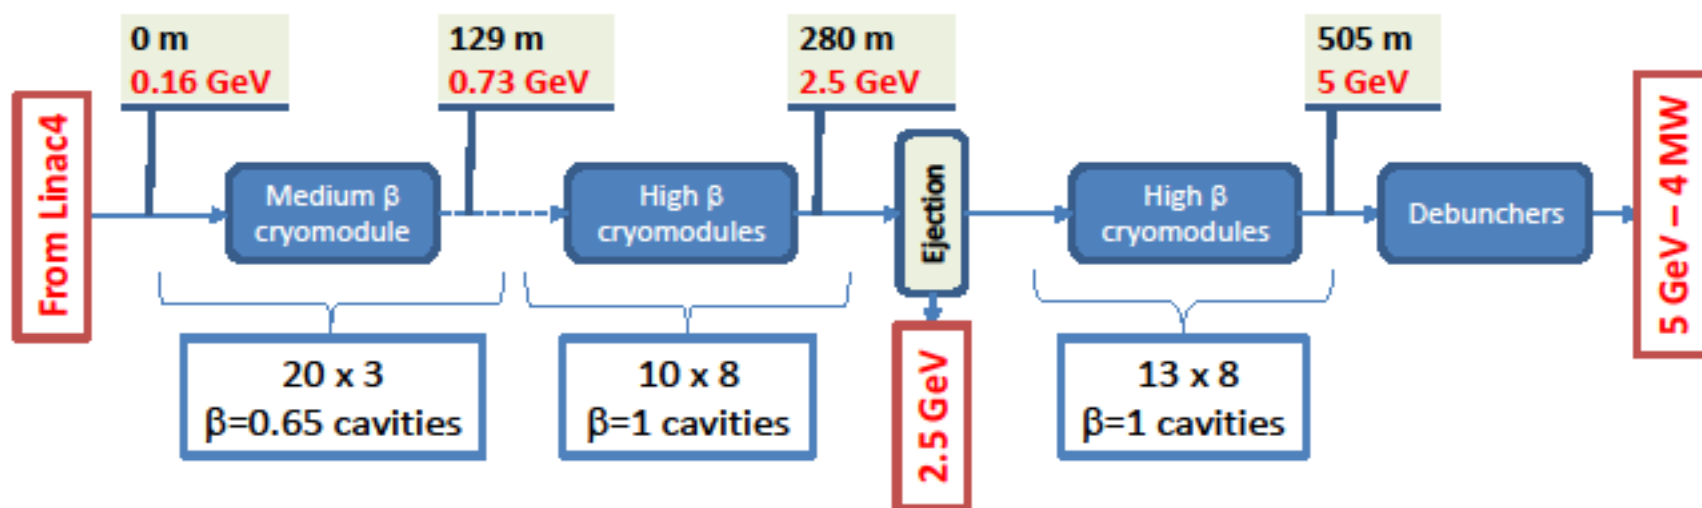 0 m
0.16 GeV
129 m
0.73 GeV
280 m
2.5 GeV
505 m
5 GeV
From Linac4
Medium β
cryomodule
High β
cryomodules
Ejection
High β
cryomodules
Debunchers
5 GeV – 4 MW
20 x 3
β=0.65 cavities
10 x 8
β=1 cavities
2.5 GeV
13 x 8
β=1 cavities